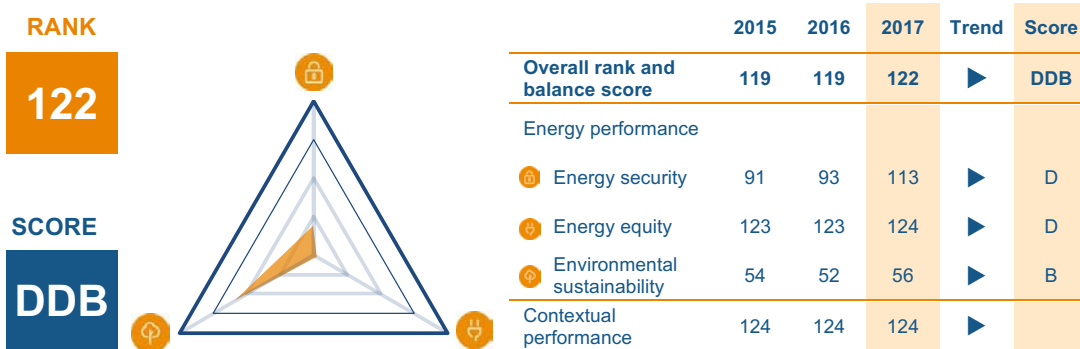 RANK
122
SCORE
DDB
2015 2016 2017 Trend Score
Overall rank and
balance score 119 119 122 DDB
Energy performance
Energy security 91 93 113 D
Energy equity 123 123 124 D
Environmental
sustainability 54 52 56 B
Contextual
performance 124 124 124